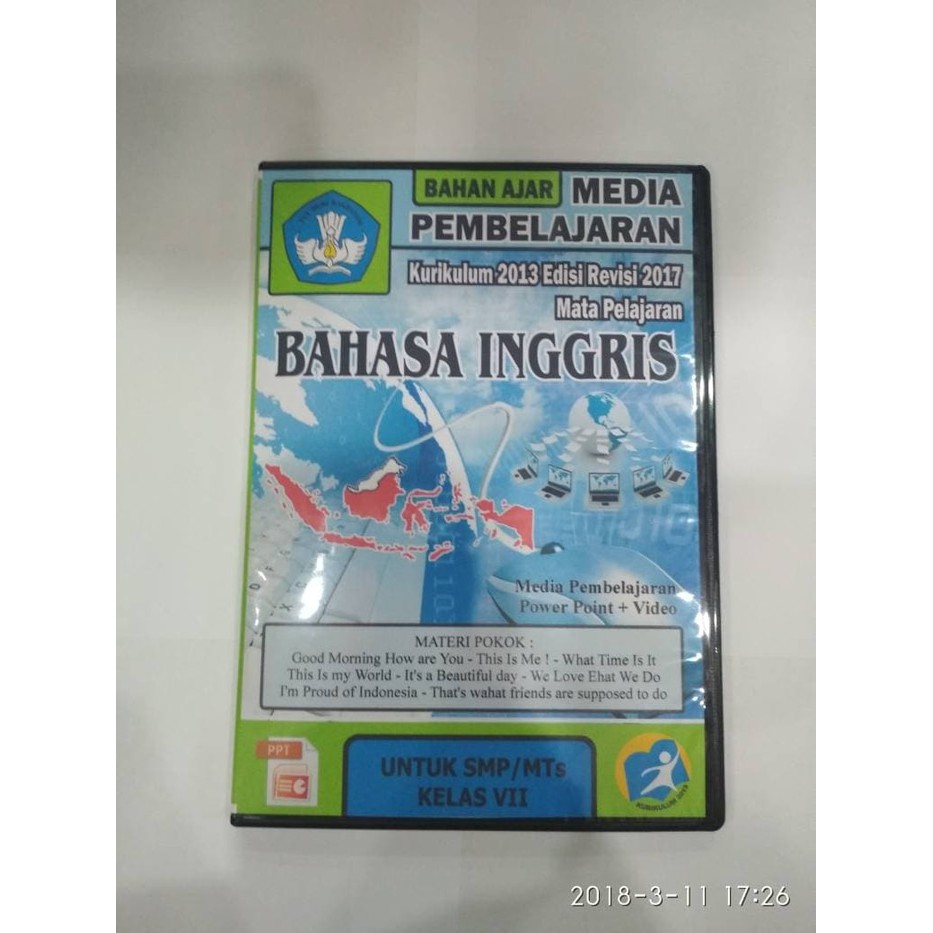 BAHAN AJAR MEDIA
PEMBELAJARAN
Kurikulum 2013 Edisi Revisi 2017
Mata Pelajaran
BAHASA INGGRIS
Media Pembelajaran
Power Point + Video
MATERI POKOK :
Good Morning How are You - This Is Me ! - What Time Is It
This Is my World - It's a Beautiful day - We Love Ehat We Do
I'm Proud of Indonesia - That's wahat friends are supposed to do
PPT
UNTUK SMP/MTs
KELAS VII
KURIKULUM 2013
2018-3-11 17:26